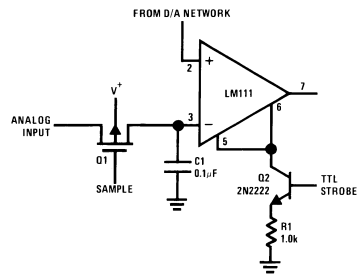 FROM D/A NETWORK
+
2
LM111
7
V+
6
ANALOG
INPUT
3
−
5
Q1
C1
0.1μF
SAMPLE
Q2
2N2222
TTL
STROBE
R1
1.0k